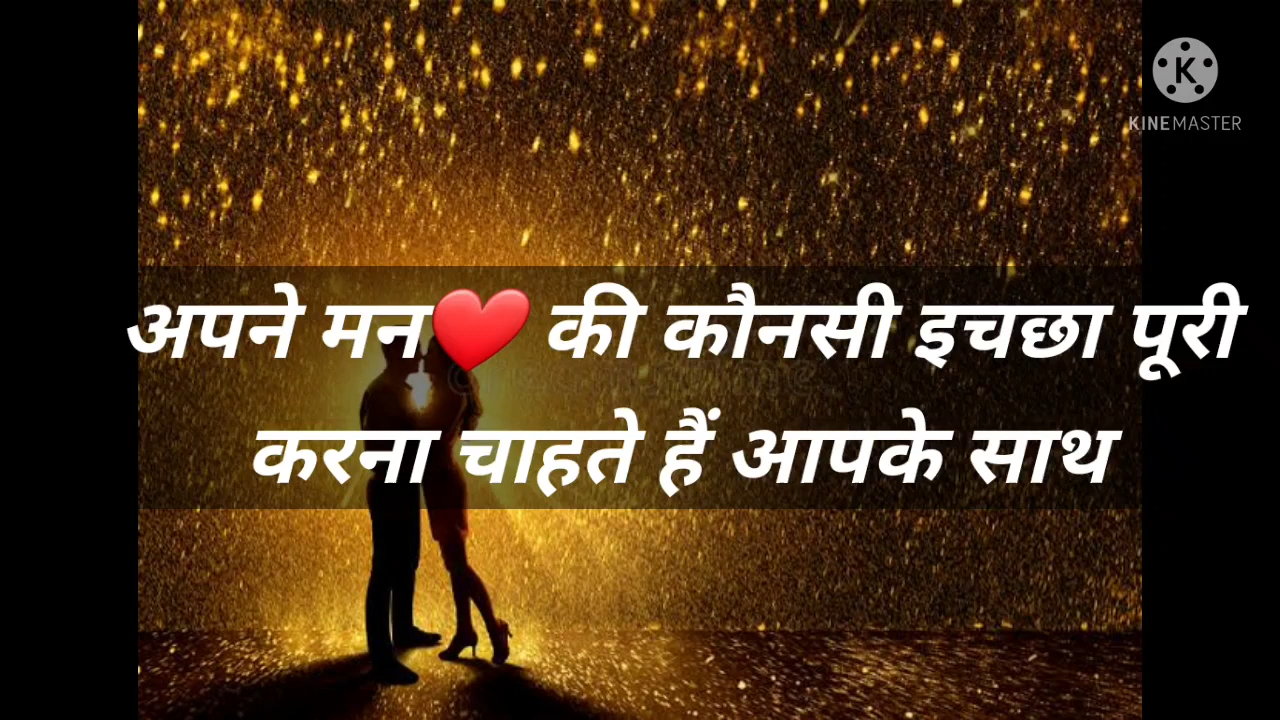 KINEMASTER
अपने मन❤️ की कौनसी इचछा पूरी
करना चाहते हैं आपके साथ